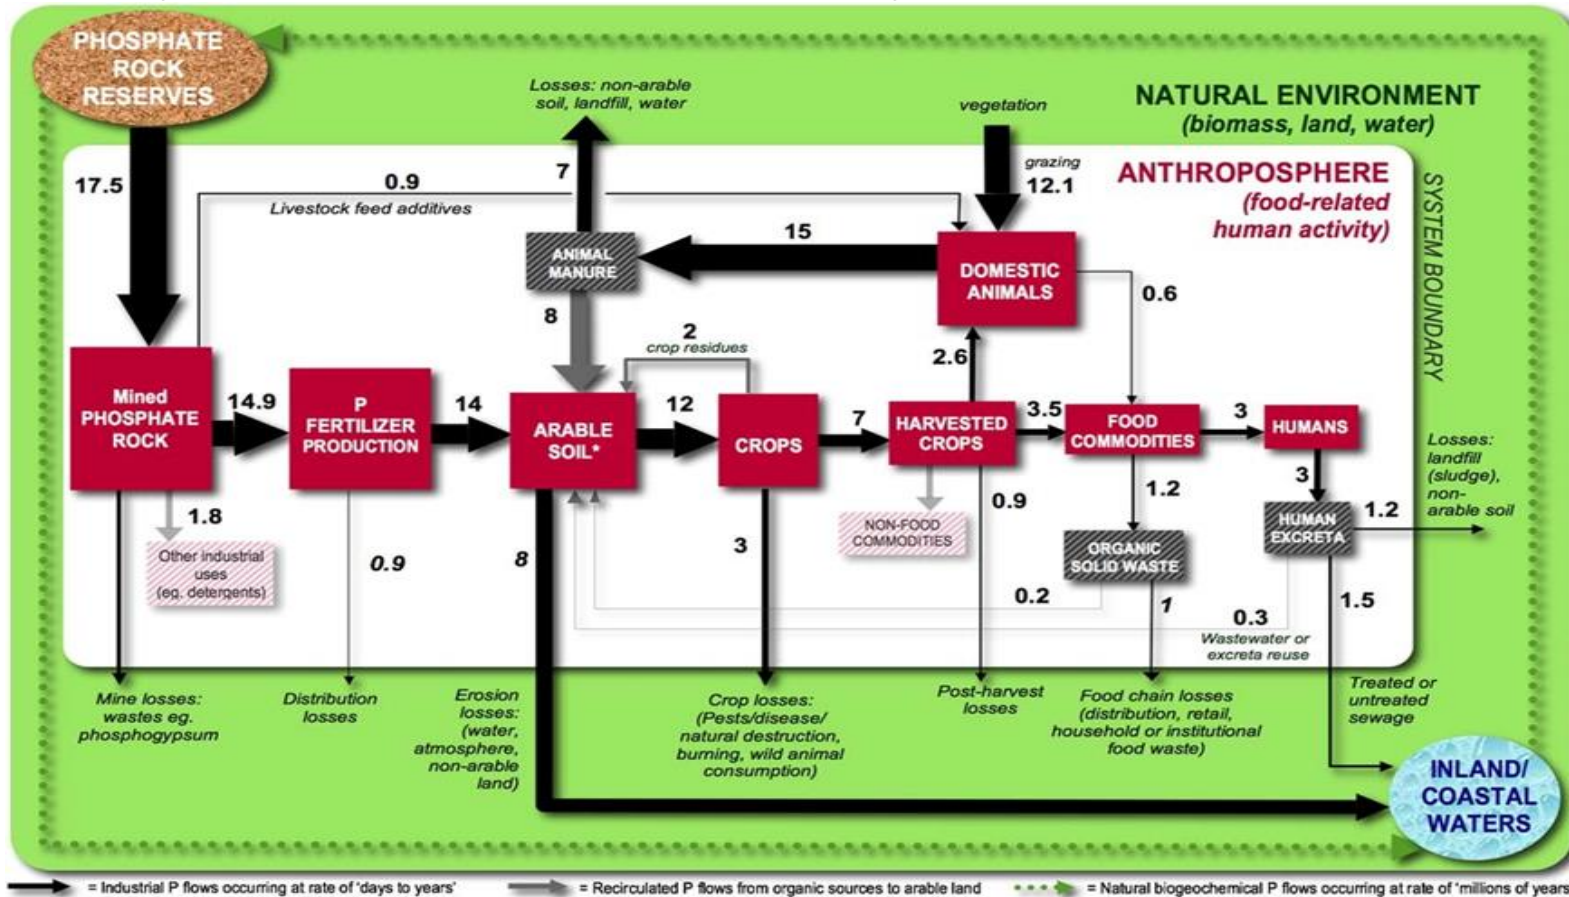 PHOSPHATE
ROCK
RESERVES
Losses: non-arable
soil, landfill, water
vegetation
NATURAL ENVIRONMENT
(biomass, land, water)
17.5
0.9
Livestock feed additives
7
grazing
12.1
ANTHROPOSPHERE
(food-related
human activity)
SYSTEM BOUNDARY
ANIMAL
MANURE
15
DOMESTIC
ANIMALS
0.6
8
2
crop residues
2.6
Mined
PHOSPHATE
ROCK
14.9
P
FERTILIZER
PRODUCTION
14
ARABLE
SOIL*
12
CROPS
7
HARVESTED
CROPS
3.5
FOOD
COMMODITIES
3
HUMANS
Losses:
landfill
(sludge),
non-
arable soil
1.8
Other industrial
uses
(eg. detergents)
0.9
8
3
NON-FOOD
COMMODITIES
0.9
1.2
ORGANIC
SOLID WASTE
3
HUMAN
EXCRETA
1.2
0.2
1
0.3
Wastewater or
excreta reuse
1.5
Mine losses:
wastes eg.
phosphogypsum
Distribution
losses
Erosion
losses:
(water,
atmosphere,
non-arable
land)
Crop losses:
(Pests/disease/
natural destruction,
burning, wild animal
consumption)
Post-harvest
losses
Food chain losses
(distribution, retail,
household or institutional
food waste)
Treated or
untreated
sewage
INLAND/
COASTAL
WATERS
= Industrial P flows occurring at rate of 'days to years'
= Recirculated P flows from organic sources to arable land
= Natural biogeochemical P flows occurring at rate of 'millions of years